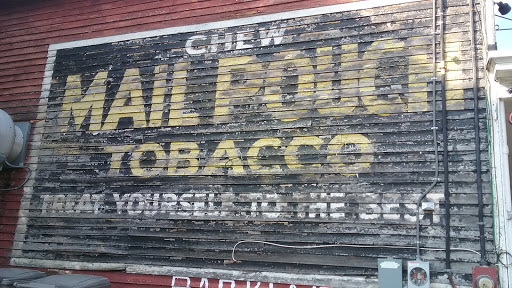 CHEW
MAIL POUCH
TOBACCO
TREAT YOURSELF TO THE BEST